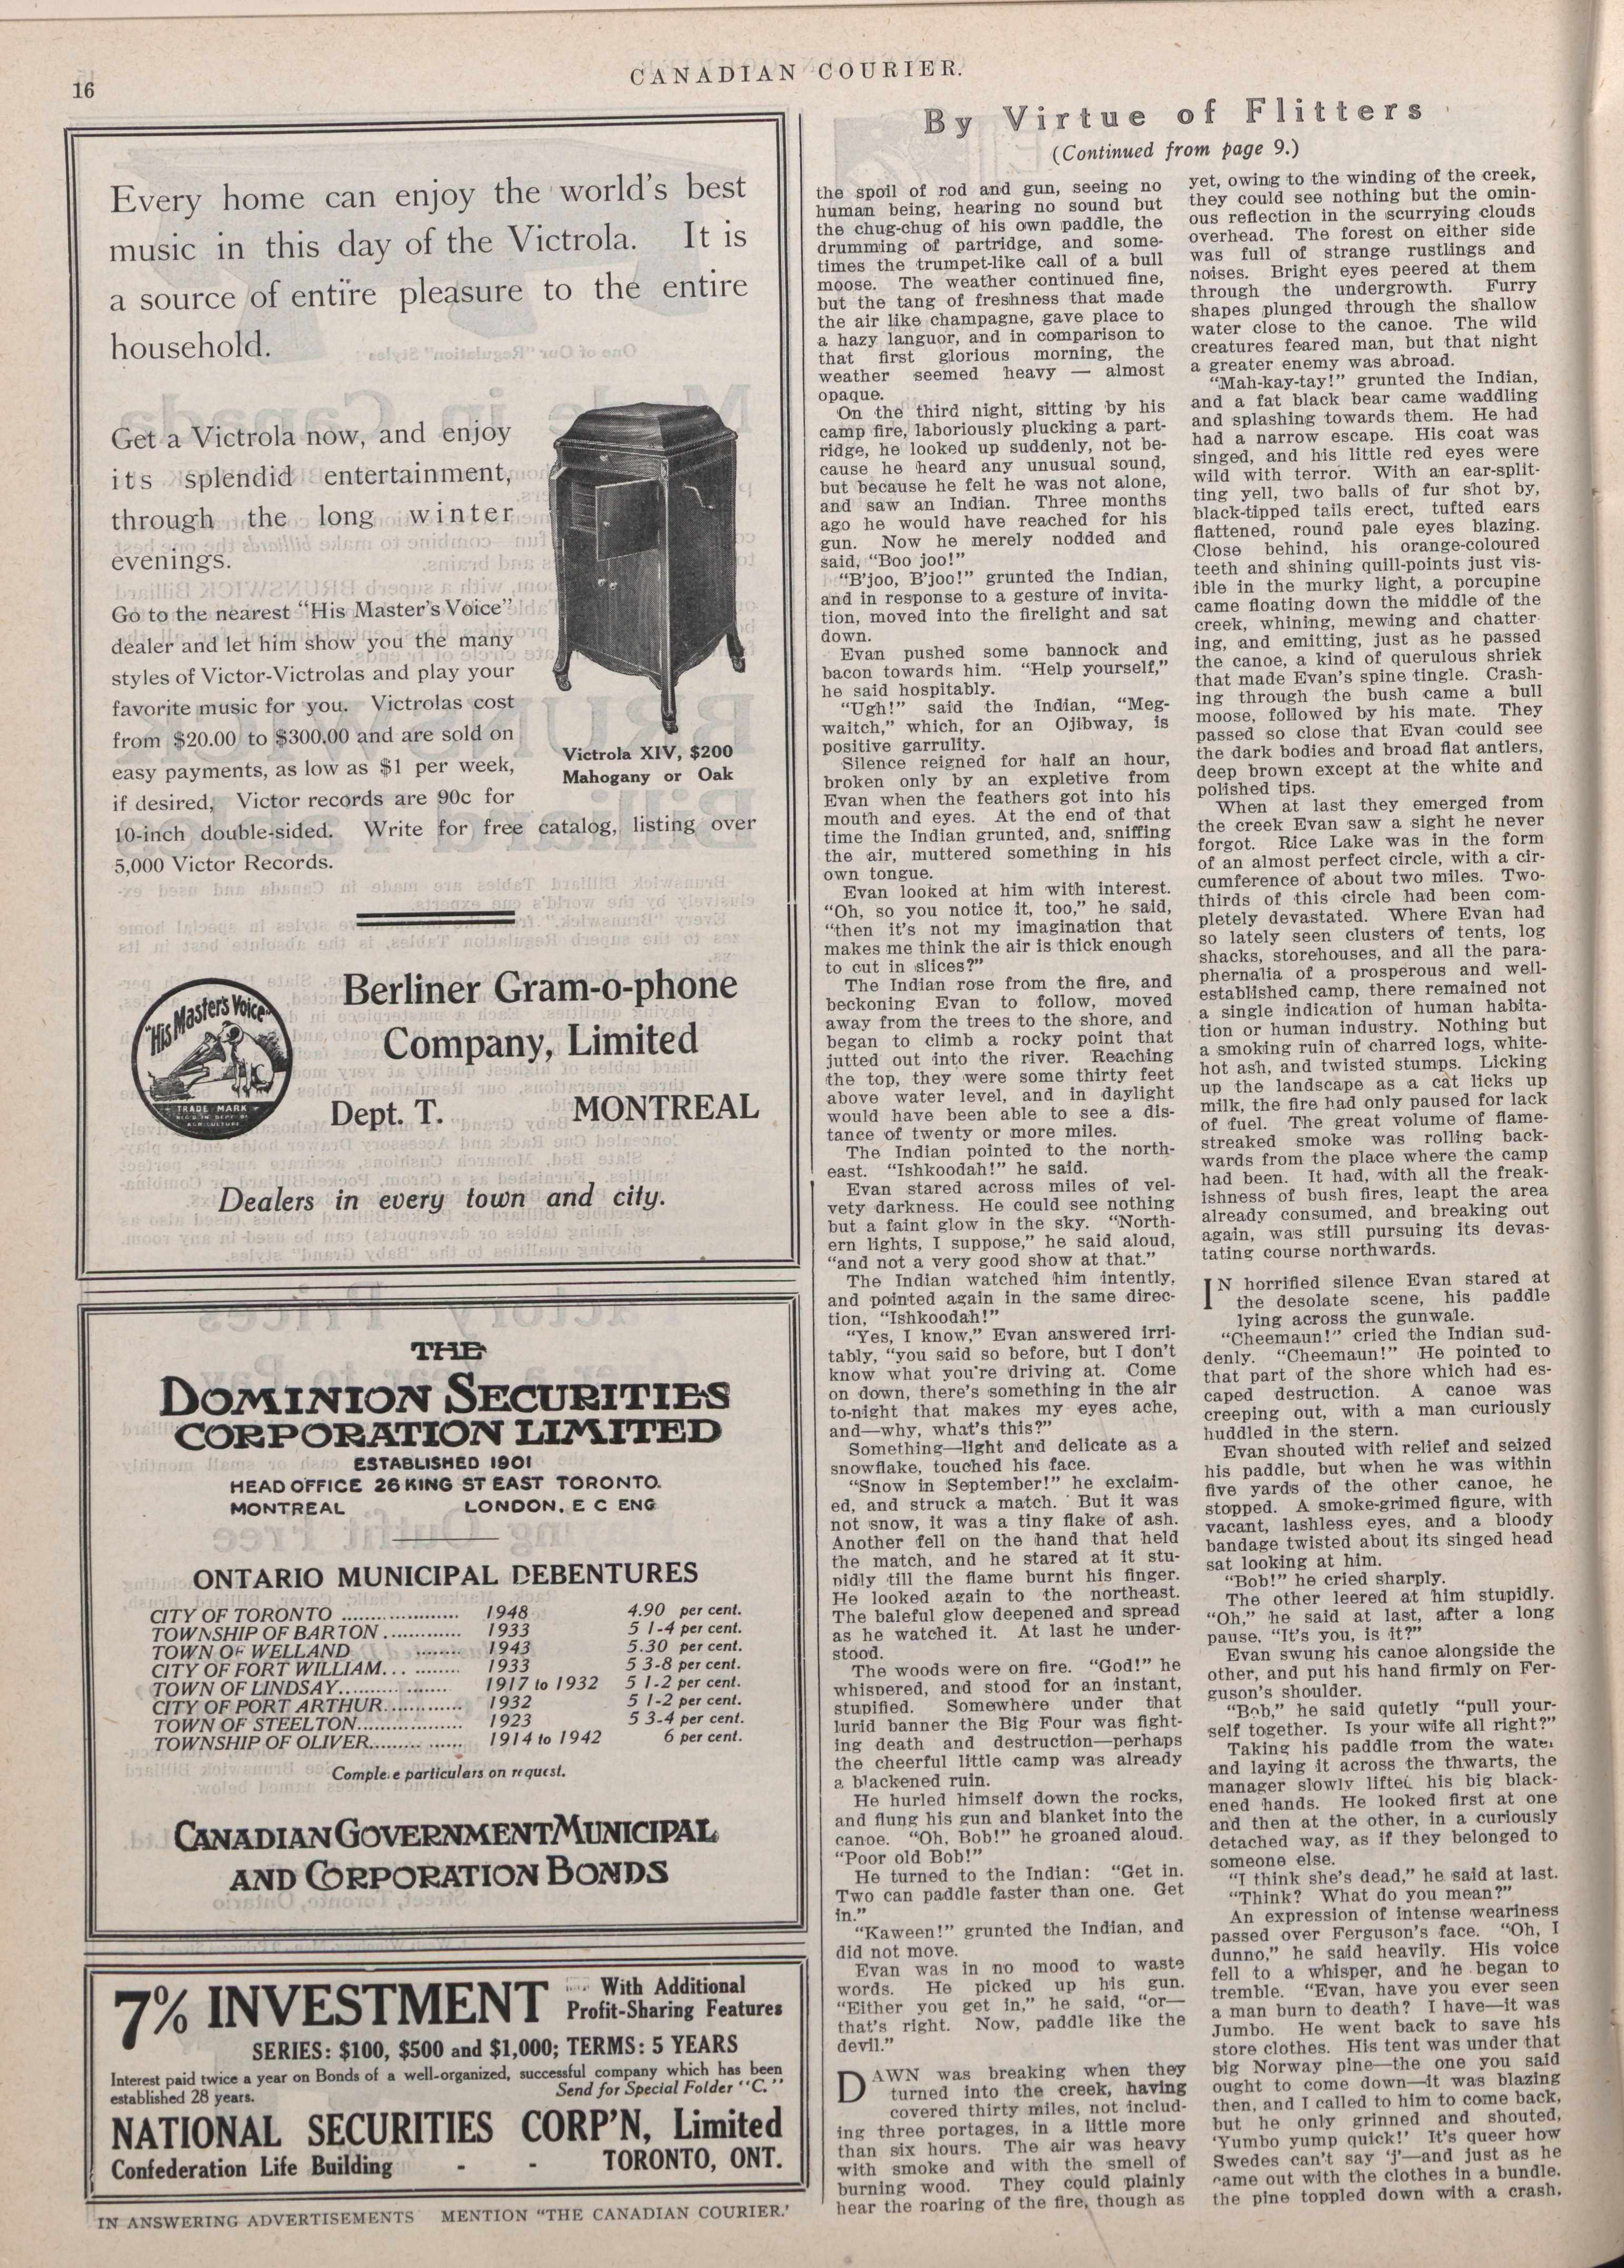 16
CANADIAN COURIER.
Every home can enjoy the world's best
music in this day of the Victrola. It is
a source of entire pleasure to the entire
household.
Get a Victrola now, and enjoy
its splendid entertainment,
through the long winter
evenings.
Go to the nearest "His Master's Voice"
dealer and let him show you the many
styles of Victor-Victrolas and play your
favorite music for you. Victrolas cost
from $20.00 to $300.00 and are sold on
easy payments, as low as $1 per week,
if desired, Victor records are 90c for
10-inch double-sided. Write for free catalog, listing over
5,000 Victor Records.
Victrola XIV, $200
Mahogany or Oak
"His Master's Voice"
TRADE MARK
Berliner Gram-o-phone
Company, Limited
Dept. T. MONTREAL
Dealers in every town and city.
THE
DOMINION SECURITIES
CORPORATION LIMITED
ESTABLISHED 1901
HEAD OFFICE 26 KING ST EAST TORONTO.
MONTREAL LONDON. E C ENG
ONTARIO MUNICIPAL DEBENTURES
CITY OF TORONTO .................... 1948 4.90 per cent.
TOWNSHIP OF BARTON ............. 1933 5 1-4 per cent.
TOWN OF WELLAND ........ 1943 5.30 per cent.
CITY OF FORT WILLIAM... ........ 1933 5 3-8 per cent.
TOWN OF LINDSAY.................. 1917 to 1932 5 1-2 per cent.
CITY OF PORT ARTHUR............. 1932 5 1-2 per cent.
TOWN OF STEELTON.................. 1923 5 3-4 per cent.
TOWNSHIP OF OLIVER......... ...... 1914 to 1942 6 per cent.
Complete particulars on request.
CANADIAN GOVERNMENT MUNICIPAL
AND CORPORATION BONDS
7% INVESTMENT With Additional
Profit-Sharing Features
SERIES: $100, $500 and $1,000; TERMS: 5 YEARS
Interest paid twice a year on Bonds of a well-organized, successful company which has been
established 28 years. Send for Special Folder "C."
NATIONAL SECURITIES CORP'N, Limited
Confederation Life Building - - TORONTO, ONT.
IN ANSWERING ADVERTISEMENTS MENTION "THE CANADIAN COURIER.'
By Virtue of Flitters
(Continued from page 9.)
the spoil of rod and gun, seeing no
human being, hearing no sound but
the chug-chug of his own paddle, the
drumming of partridge, and some-
times the trumpet-like call of a bull
moose. The weather continued fine,
but the tang of freshness that made
the air like champagne, gave place to
a hazy languor, and in comparison to
that first glorious morning, the
weather seemed heavy — almost
opaque.
On the third night, sitting by his
camp fire, laboriously plucking a part-
ridge, he looked up suddenly, not be-
cause he heard any unusual sound,
but because he felt he was not alone,
and saw an Indian. Three months
ago he would have reached for his
gun. Now he merely nodded and
said, "Boo joo!"
"B'joo, B'joo!" grunted the Indian,
and in response to a gesture of invita-
tion, moved into the firelight and sat
down.
Evan pushed some bannock and
bacon towards him. "Help yourself,"
he said hospitably.
"Ugh!" said the Indian, "Meg-
waitch," which, for an Ojibway, is
positive garrulity.
Silence reigned for half an hour,
broken only by an expletive from
Evan when the feathers got into his
mouth and eyes. At the end of that
time the Indian grunted, and, sniffing
the air, muttered something in his
own tongue.
Evan looked at him with interest.
"Oh, so you notice it, too," he said,
"then it's not my imagination that
makes me think the air is thick enough
to cut in slices?"
The Indian rose from the fire, and
beckoning Evan to follow, moved
away from the trees to the shore, and
began to climb a rocky point that
jutted out into the river. Reaching
the top, they were some thirty feet
above water level, and in daylight
would have been able to see a dis-
tance of twenty or more miles.
The Indian pointed to the north-
east. "Ishkoodah!" he said.
Evan stared across miles of vel-
vety darkness. He could see nothing
but a faint glow in the sky. "North-
ern lights, I suppose," he said aloud,
"and not a very good show at that."
The Indian watched him intently,
and pointed again in the same direc-
tion, "Ishkoodah!"
"Yes, I know," Evan answered irri-
tably, "you said so before, but I don't
know what you're driving at. Come
on down, there's something in the air
to-night that makes my eyes ache,
and—why, what's this?"
Something—light and delicate as a
snowflake, touched his face.
"Snow in September!" he exclaim-
ed, and struck a match. But it was
not snow, it was a tiny flake of ash.
Another fell on the hand that held
the match, and he stared at it stu-
pidly till the flame burnt his finger.
He looked again to the northeast.
The baleful glow deepened and spread
as he watched it. At last he under-
stood.
The woods were on fire. "God!" he
whispered, and stood for an instant,
stupified. Somewhere under that
lurid banner the Big Four was fight-
ing death and destruction—perhaps
the cheerful little camp was already
a blackened ruin.
He hurled himself down the rocks,
and flung his gun and blanket into the
canoe. "Oh, Bob!" he groaned aloud.
"Poor old Bob!"
He turned to the Indian: "Get in.
Two can paddle faster than one. Get
in."
"Kaween!" grunted the Indian, and
did not move.
Evan was in no mood to waste
words. He picked up his gun.
"Either you get in," he said, "or—
that's right. Now, paddle like the
devil."
DAWN was breaking when they
turned into the creek, having
covered thirty miles, not includ-
ing three portages, in a little more
than six hours. The air was heavy
with smoke and with the smell of
burning wood. They could plainly
hear the roaring of the fire, though as
yet, owing to the winding of the creek,
they could see nothing but the omin-
ous reflection in the scurrying clouds
overhead. The forest on either side
was full of strange rustlings and
noises. Bright eyes peered at them
through the undergrowth. Furry
shapes plunged through the shallow
water close to the canoe. The wild
creatures feared man, but that night
a greater enemy was abroad.
"Mah-kay-tay!" grunted the Indian,
and a fat black bear came waddling
and splashing towards them. He had
had a narrow escape. His coat was
singed, and his little red eyes were
wild with terror. With an ear-split-
ting yell, two balls of fur shot by,
black-tipped tails erect, tufted ears
flattened, round pale eyes blazing.
Close behind, his orange-coloured
teeth and shining quill-points just vis-
ible in the murky light, a porcupine
came floating down the middle of the
creek, whining, mewing and chatter-
ing, and emitting, just as he passed
the canoe, a kind of querulous shriek
that made Evan's spine tingle. Crash-
ing through the bush came a bull
moose, followed by his mate. They
passed so close that Evan could see
the dark bodies and broad flat antlers,
deep brown except at the white and
polished tips.
When at last they emerged from
the creek Evan saw a sight he never
forgot. Rice Lake was in the form
of an almost perfect circle, with a cir-
cumference of about two miles. Two-
thirds of this circle had been com-
pletely devastated. Where Evan had
so lately seen clusters of tents, log
shacks, storehouses, and all the para-
phernalia of a prosperous and well-
established camp, there remained not
a single indication of human habita-
tion or human industry. Nothing but
a smoking ruin of charred logs, white-
hot ash, and twisted stumps. Licking
up the landscape as a cat licks up
milk, the fire had only paused for lack
of fuel. The great volume of flame-
streaked smoke was rolling back-
wards from the place where the camp
had been. It had, with all the freak-
ishness of bush fires, leapt the area
already consumed, and breaking out
again, was still pursuing its devas-
tating course northwards.
IN horrified silence Evan stared at
the desolate scene, his paddle
lying across the gunwale.
"Cheemaun!" cried the Indian sud-
denly. "Cheemaun!" He pointed to
that part of the shore which had es-
caped destruction. A canoe was
creeping out, with a man curiously
huddled in the stern.
Evan shouted with relief and seized
his paddle, but when he was within
five yards of the other canoe, he
stopped. A smoke-grimed figure, with
vacant, lashless eyes, and a bloody
bandage twisted about its singed head
sat looking at him.
"Bob!" he cried sharply.
The other leered at him stupidly.
"Oh," he said at last, after a long
pause. "It's you, is it?"
Evan swung his canoe alongside the
other, and put his hand firmly on Fer-
guson's shoulder.
"Bob," he said quietly "pull your-
self together. Is your wife all right?"
Taking his paddle from the water
and laying it across the thwarts, the
manager slowly lifted his big black-
ened hands. He looked first at one
and then at the other, in a curiously
detached way, as if they belonged to
someone else.
"I think she's dead," he said at last.
"Think? What do you mean?"
An expression of intense weariness
passed over Ferguson's face. "Oh, I
dunno," he said heavily. His voice
fell to a whisper, and he began to
tremble. "Evan, have you ever seen
a man burn to death? I have—it was
Jumbo. He went back to save his
store clothes. His tent was under that
big Norway pine—the one you said
ought to come down—it was blazing
then, and I called to him to come back,
but he only grinned and shouted,
'Yumbo yump quick!' It's queer how
Swedes can't say 'j'—and just as he
came out with the clothes in a bundle,
the pine toppled down with a crash,